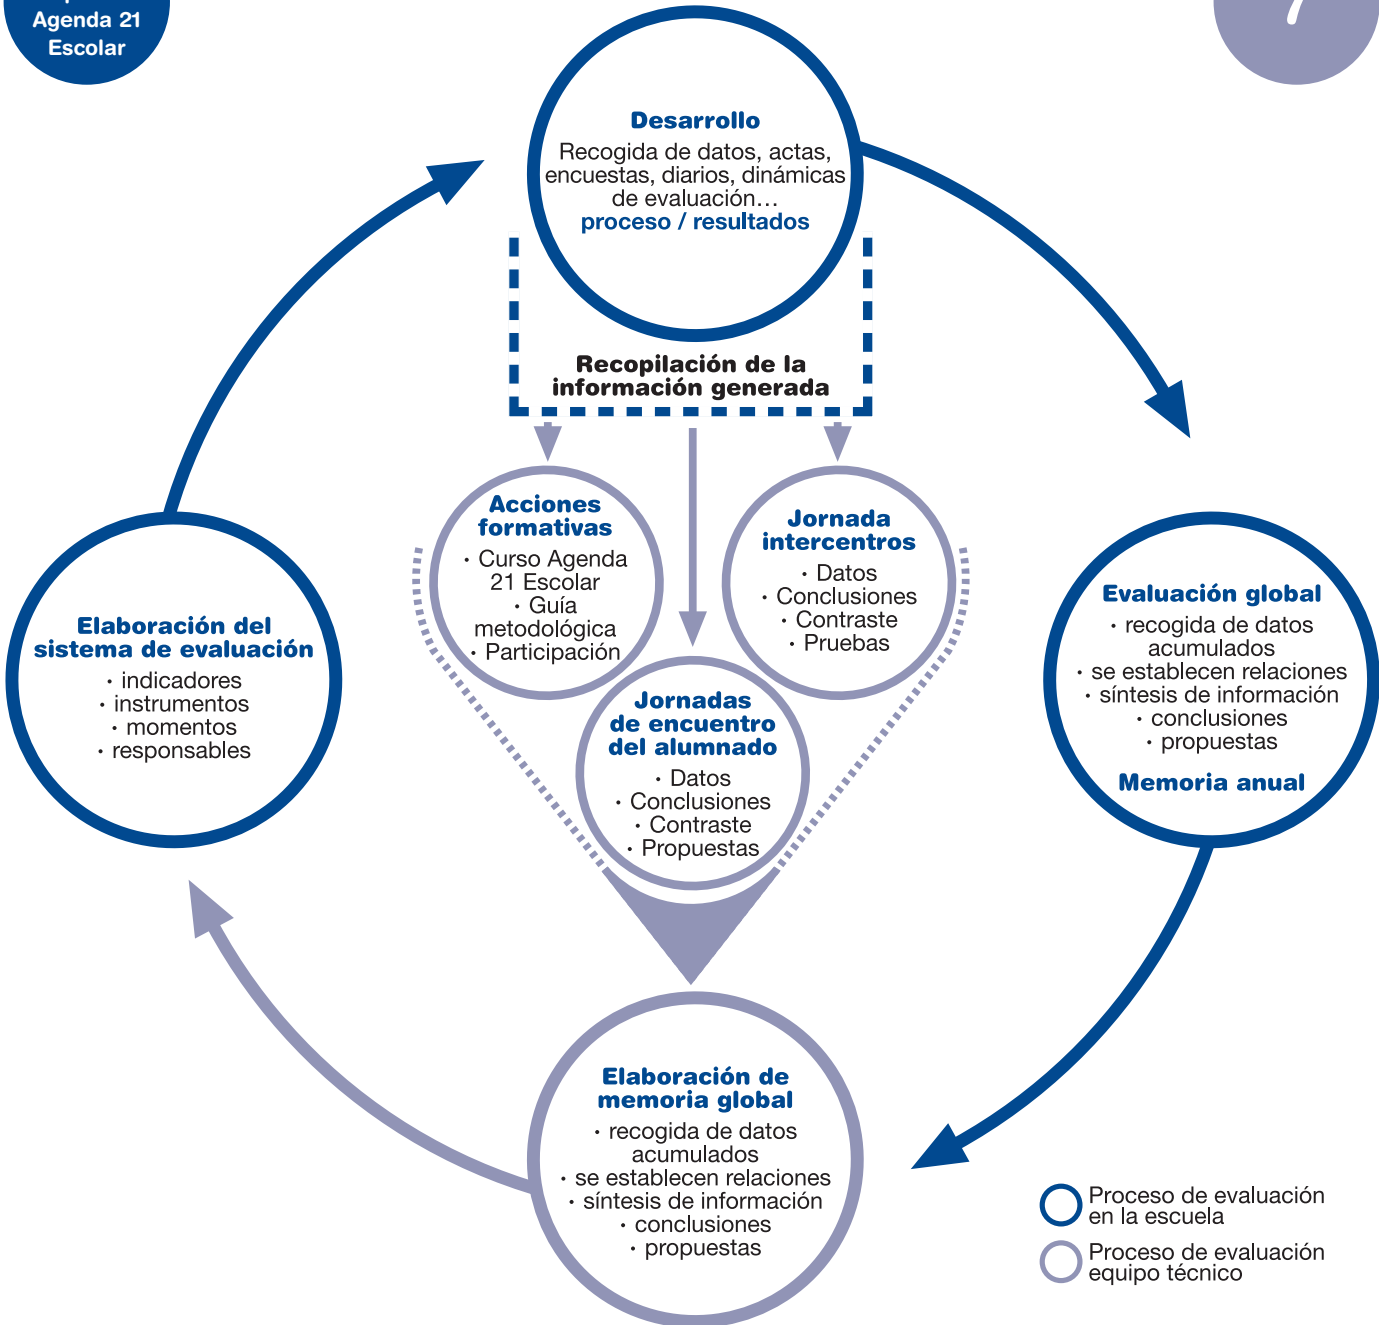 Agenda 21
Escolar
7
Desarrollo
Recogida de datos, actas,
encuestas, diarios, dinámicas
de evaluación...
proceso / resultados
Recopilación de la
información generada
Acciones
formativas
· Curso Agenda
21 Escolar
· Guía
metodológica
· Participación
Jornada
intercentros
· Datos
· Conclusiones
· Contraste
· Pruebas
Jornadas
de encuentro
del alumnado
· Datos
· Conclusiones
· Contraste
· Propuestas
Elaboración del
sistema de evaluación
· indicadores
· instrumentos
· momentos
· responsables
Evaluación global
· recogida de datos
acumulados
· se establecen relaciones
· síntesis de información
· conclusiones
· propuestas
Memoria anual
Elaboración de
memoria global
· recogida de datos
acumulados
· se establecen relaciones
· síntesis de información
· conclusiones
· propuestas
Proceso de evaluación
en la escuela
Proceso de evaluación
equipo técnico